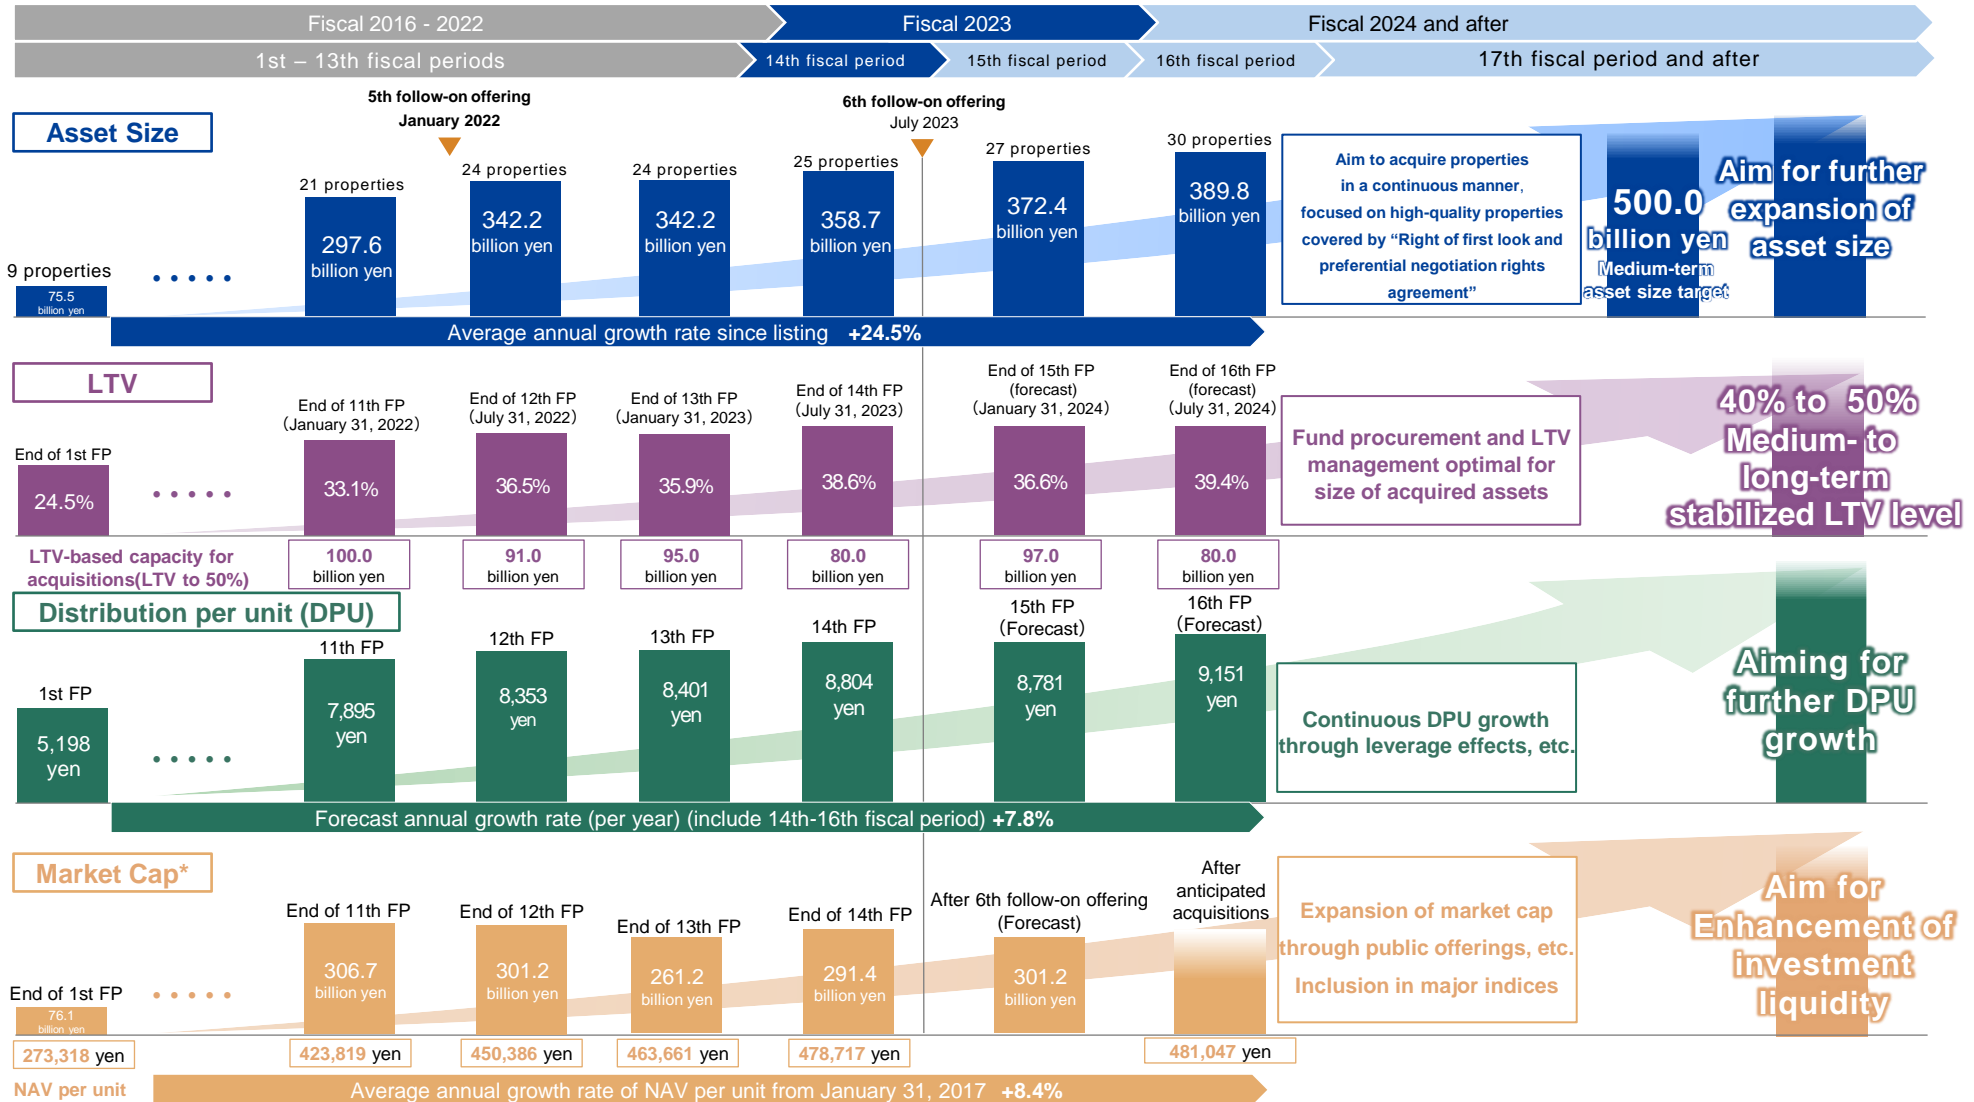 Fiscal 2016 - 2022
Fiscal 2023
Fiscal 2024 and after
1st – 13th fiscal periods
14th fiscal period
15th fiscal period
16th fiscal period
17th fiscal period and after
5th follow-on offering
January 2022
6th follow-on offering
July 2023
Asset Size
9 properties
75.5
billion yen
21 properties
297.6
billion yen
24 properties
342.2
billion yen
24 properties
342.2
billion yen
25 properties
358.7
billion yen
27 properties
372.4
billion yen
30 properties
389.8
billion yen
Aim to acquire properties
in a continuous manner,
focused on high-quality properties
covered by “Right of first look and
preferential negotiation rights
agreement”
500.0
billion yen
Medium-term
asset size target
Aim for further
expansion of
asset size
Average annual growth rate since listing +24.5%
LTV
End of 1st FP
24.5%
End of 11th FP
(January 31, 2022)
33.1%
End of 12th FP
(July 31, 2022)
36.5%
End of 13th FP
(January 31, 2023)
35.9%
End of 14th FP
(July 31, 2023)
38.6%
End of 15th FP
(forecast)
(January 31, 2024)
36.6%
End of 16th FP
(forecast)
(July 31, 2024)
39.4%
Fund procurement and LTV
management optimal for
size of acquired assets
40% to 50%
Medium- to
long-term
stabilized LTV level
LTV-based capacity for
acquisitions(LTV to 50%)
100.0
billion yen
91.0
billion yen
95.0
billion yen
80.0
billion yen
97.0
billion yen
80.0
billion yen
Distribution per unit (DPU)
1st FP
5,198
yen
11th FP
7,895
yen
12th FP
8,353
yen
13th FP
8,401
yen
14th FP
8,804
yen
15th FP
(Forecast)
8,781
yen
16th FP
(Forecast)
9,151
yen
Continuous DPU growth
through leverage effects, etc.
Aiming for
further DPU
growth
Forecast annual growth rate (per year) (include 14th-16th fiscal period) +7.8%
Market Cap*
End of 1st FP
76.1
billion yen
End of 11th FP
306.7
billion yen
End of 12th FP
301.2
billion yen
End of 13th FP
261.2
billion yen
End of 14th FP
291.4
billion yen
After 6th follow-on offering
(Forecast)
301.2
billion yen
After
anticipated
acquisitions
Expansion of market cap
through public offerings, etc.
Inclusion in major indices
Aim for
Enhancement of
investment
liquidity
273,318 yen
423,819 yen
450,386 yen
463,661 yen
478,717 yen
481,047 yen
NAV per unit
Average annual growth rate of NAV per unit from January 31, 2017 +8.4%